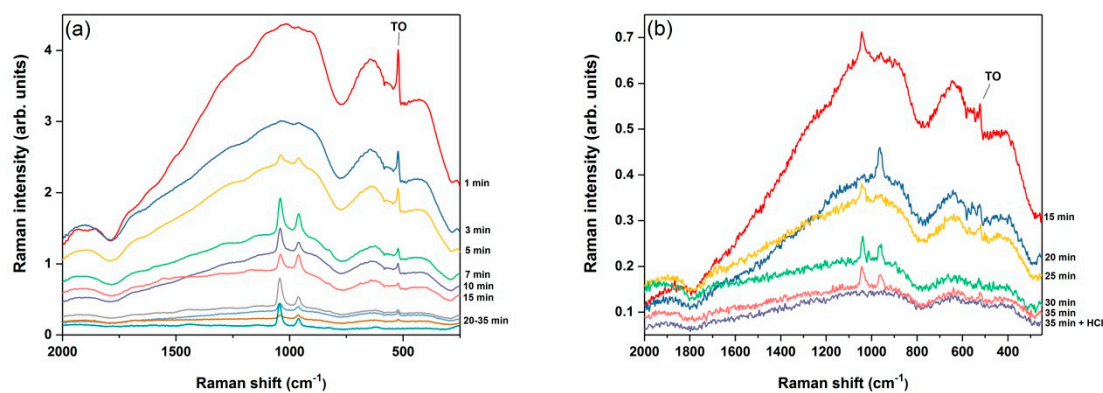 (a)
TO
4
3
2
1
0
1 min
3 min
5 min
7 min
10 min
15 min
20-35 min
2000
1500
1000
500
Raman intensity (arb. units)
Raman shift (cm⁻¹)
(b)
TO
0.7
0.6
0.5
0.4
0.3
0.2
0.1
15 min
20 min
25 min
30 min
35 min
35 min + HCl
2000
1800
1600
1400
1200
1000
800
600
400
Raman intensity (arb. units)
Raman shift (cm⁻¹)